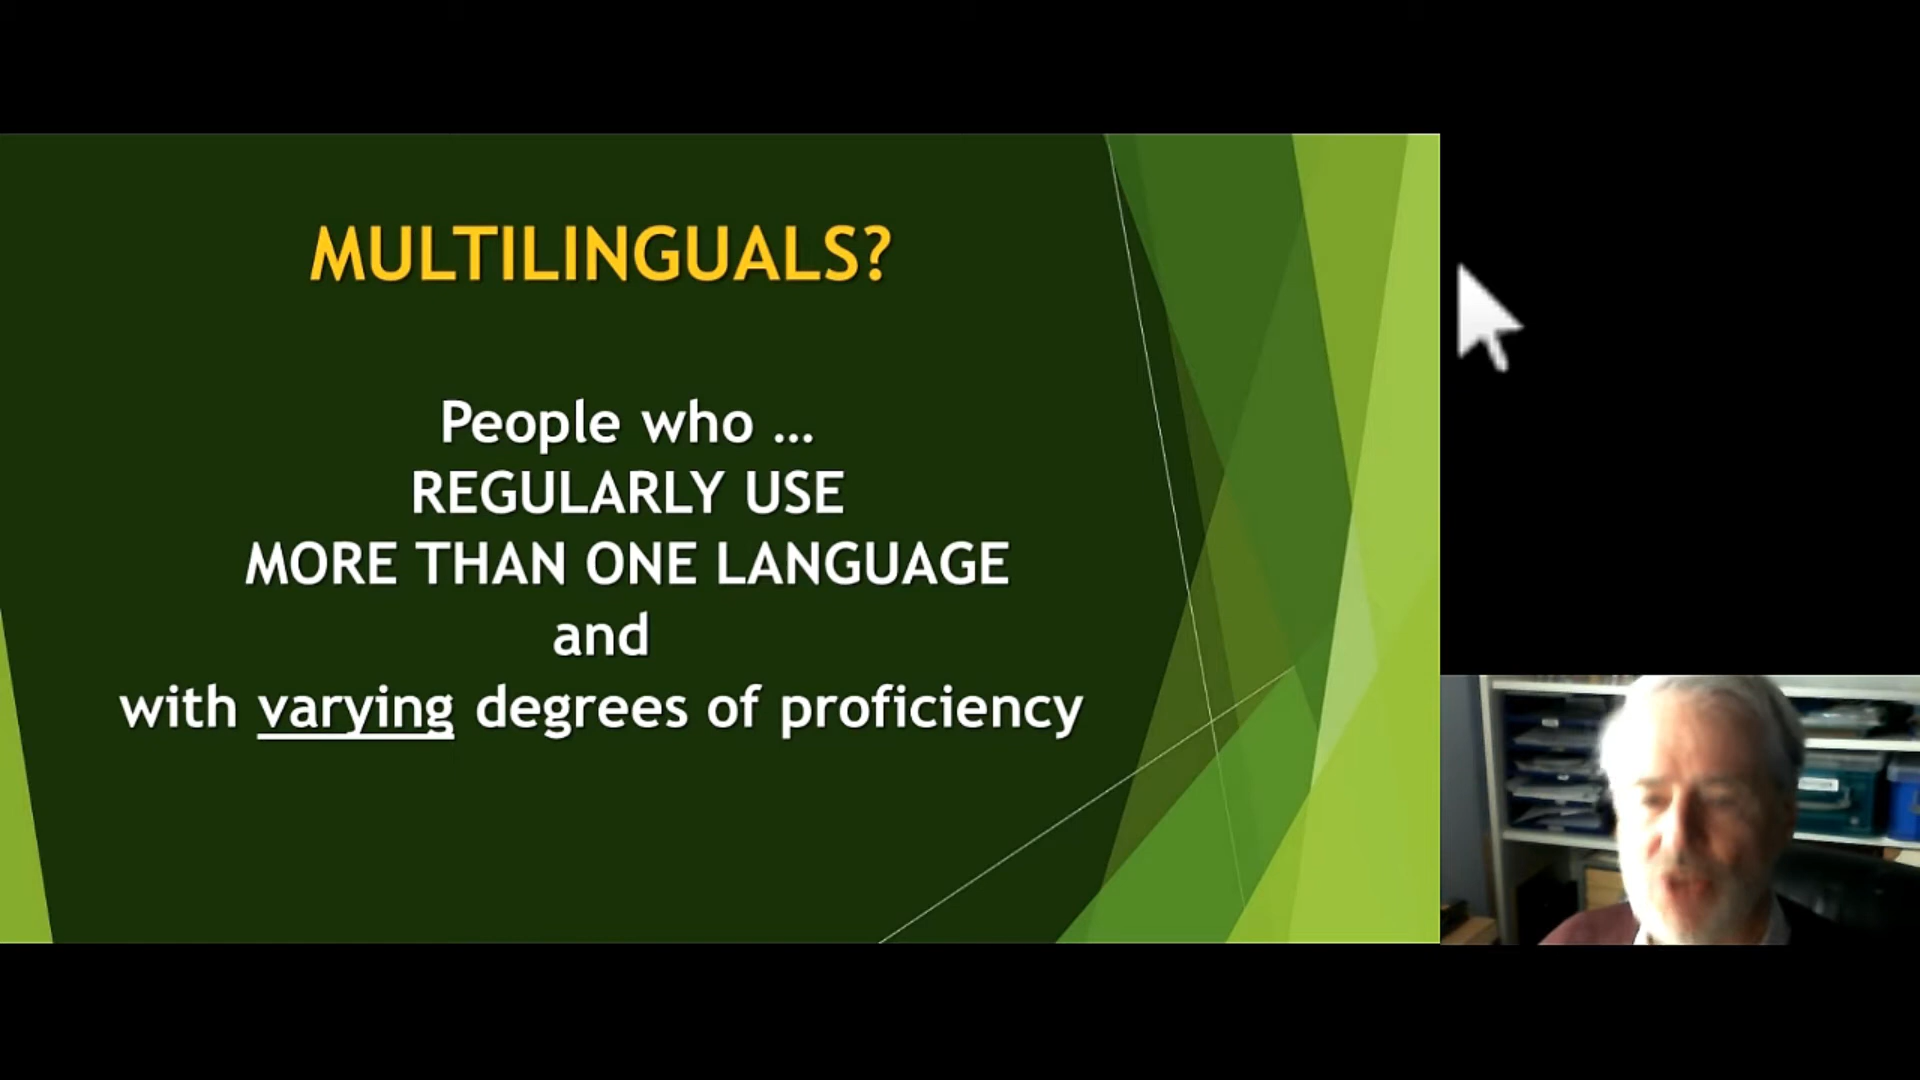 MULTILINGUALS?
People who ...
REGULARLY USE
MORE THAN ONE LANGUAGE
and
with varying degrees of proficiency